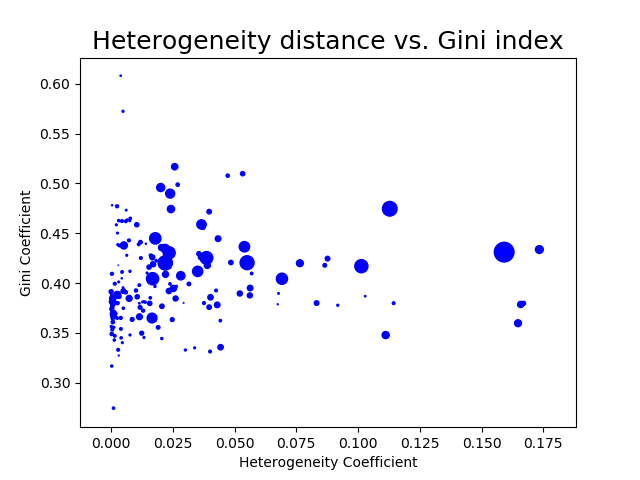 Heterogeneity distance vs. Gini index
0.60
0.55
0.50
0.45
0.40
0.35
0.30
Gini Coefficient
0.000 0.025 0.050 0.075 0.100 0.125 0.150 0.175
Heterogeneity Coefficient